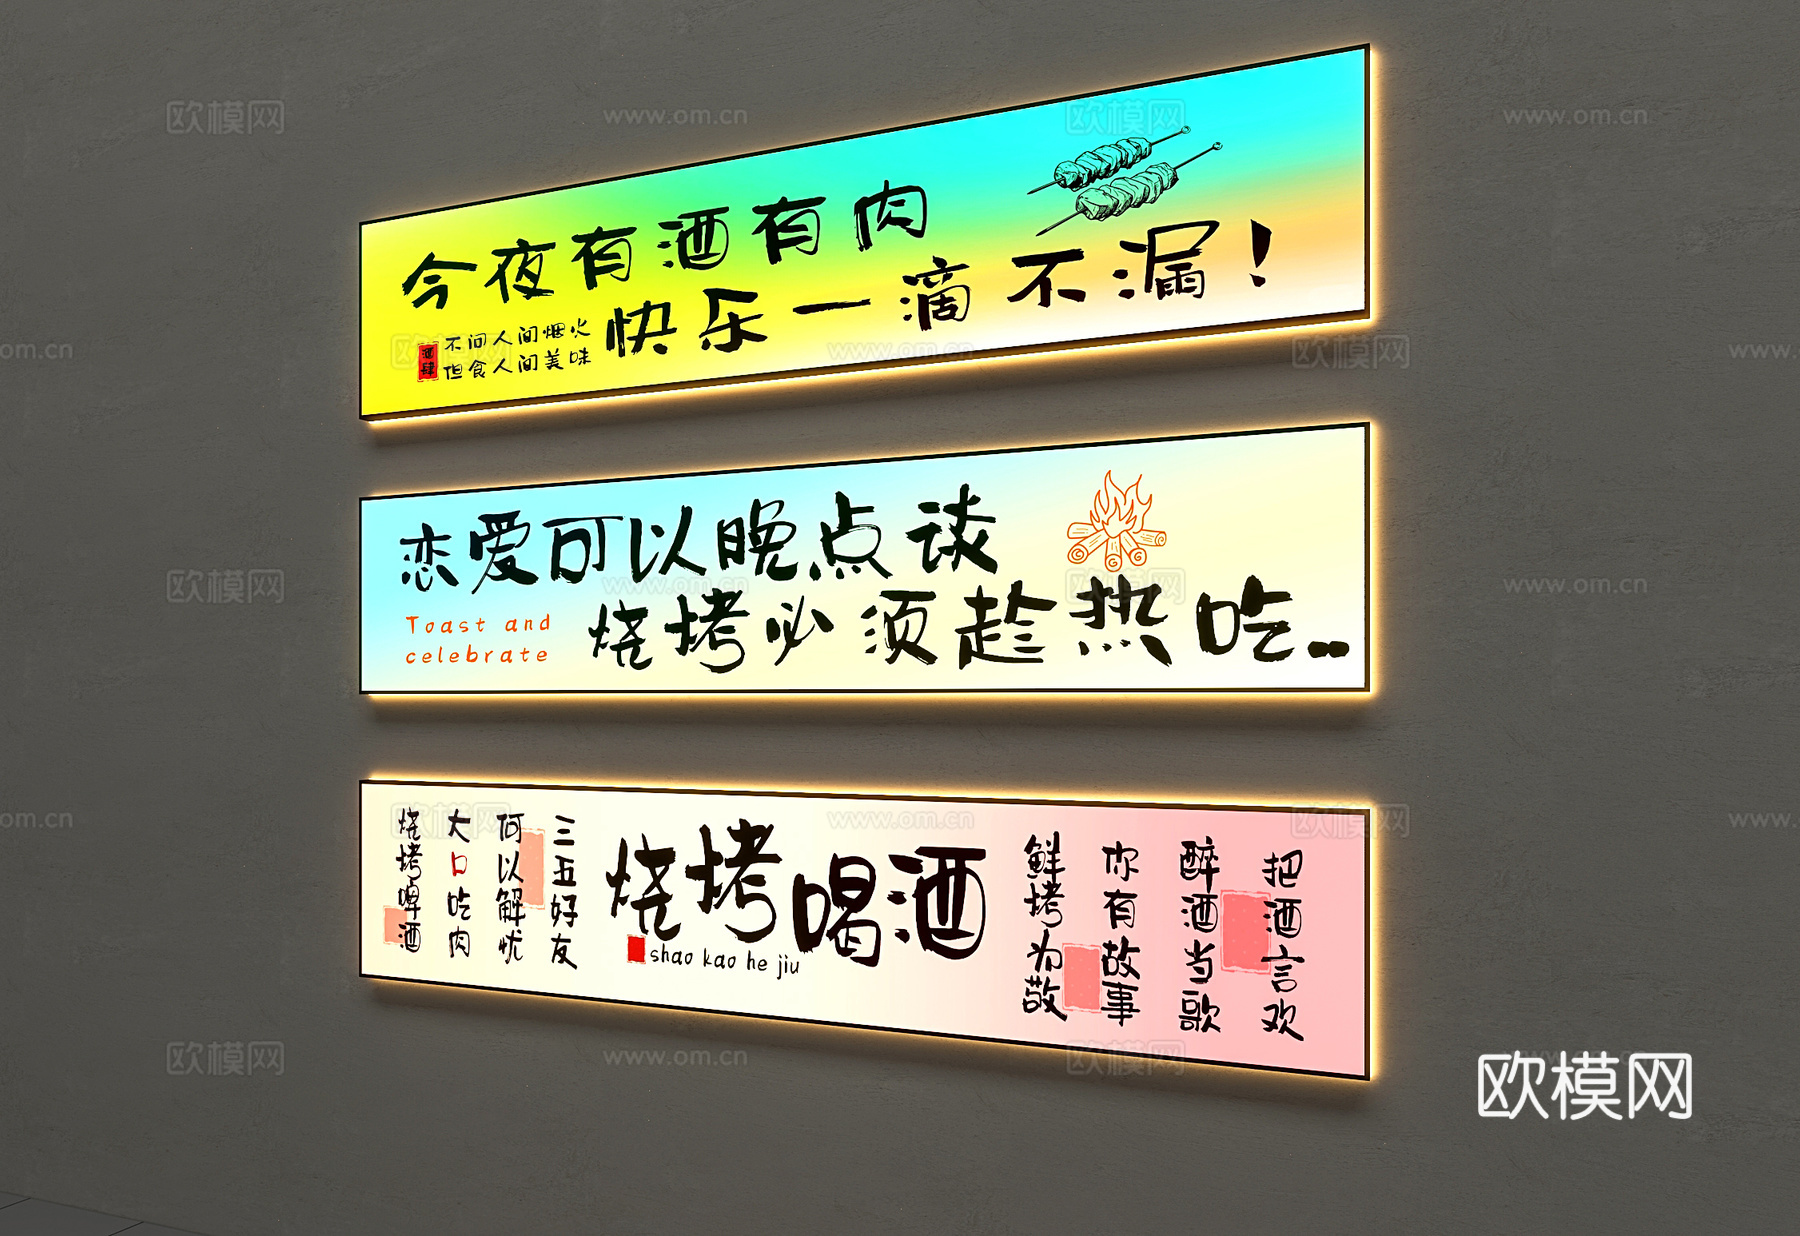 今夜有酒有肉
快乐一滴不漏！
酒肆
不问人间烟火
但食人间美味
恋爱可以晚点谈
烧烤必须趁热吃..
Toast and
celebrate
烧烤啤酒
大口吃肉
何以解忧
三五好友
烧烤喝酒
shao kao he jiu
鲜烤为敬
你有故事
醉酒当歌
把酒言欢
欧模网
www.om.cn